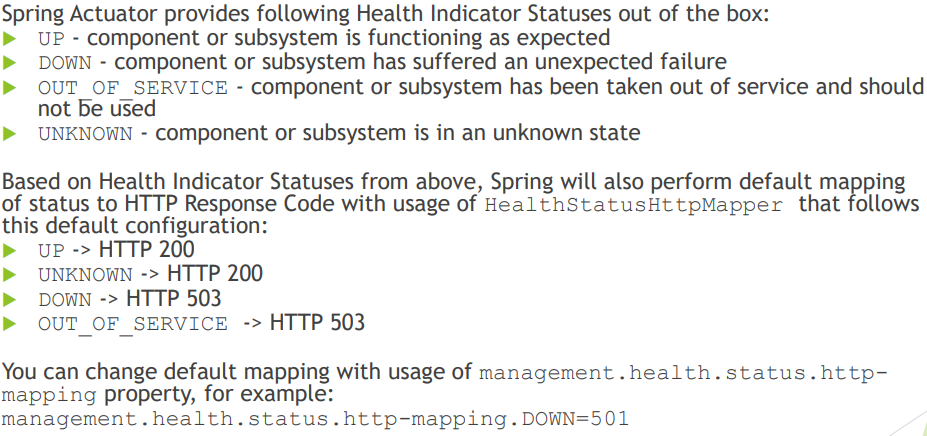 Spring Actuator provides following Health Indicator Statuses out of the box:
UP - component or subsystem is functioning as expected
DOWN - component or subsystem has suffered an unexpected failure
OUT_OF_SERVICE - component or subsystem has been taken out of service and should
not be used
UNKNOWN - component or subsystem is in an unknown state
Based on Health Indicator Statuses from above, Spring will also perform default mapping
of status to HTTP Response Code with usage of HealthStatusHttpMapper that follows
this default configuration:
UP -> HTTP 200
UNKNOWN -> HTTP 200
DOWN -> HTTP 503
OUT_OF_SERVICE -> HTTP 503
You can change default mapping with usage of management.health.status.http-
mapping property, for example:
management.health.status.http-mapping.DOWN=501